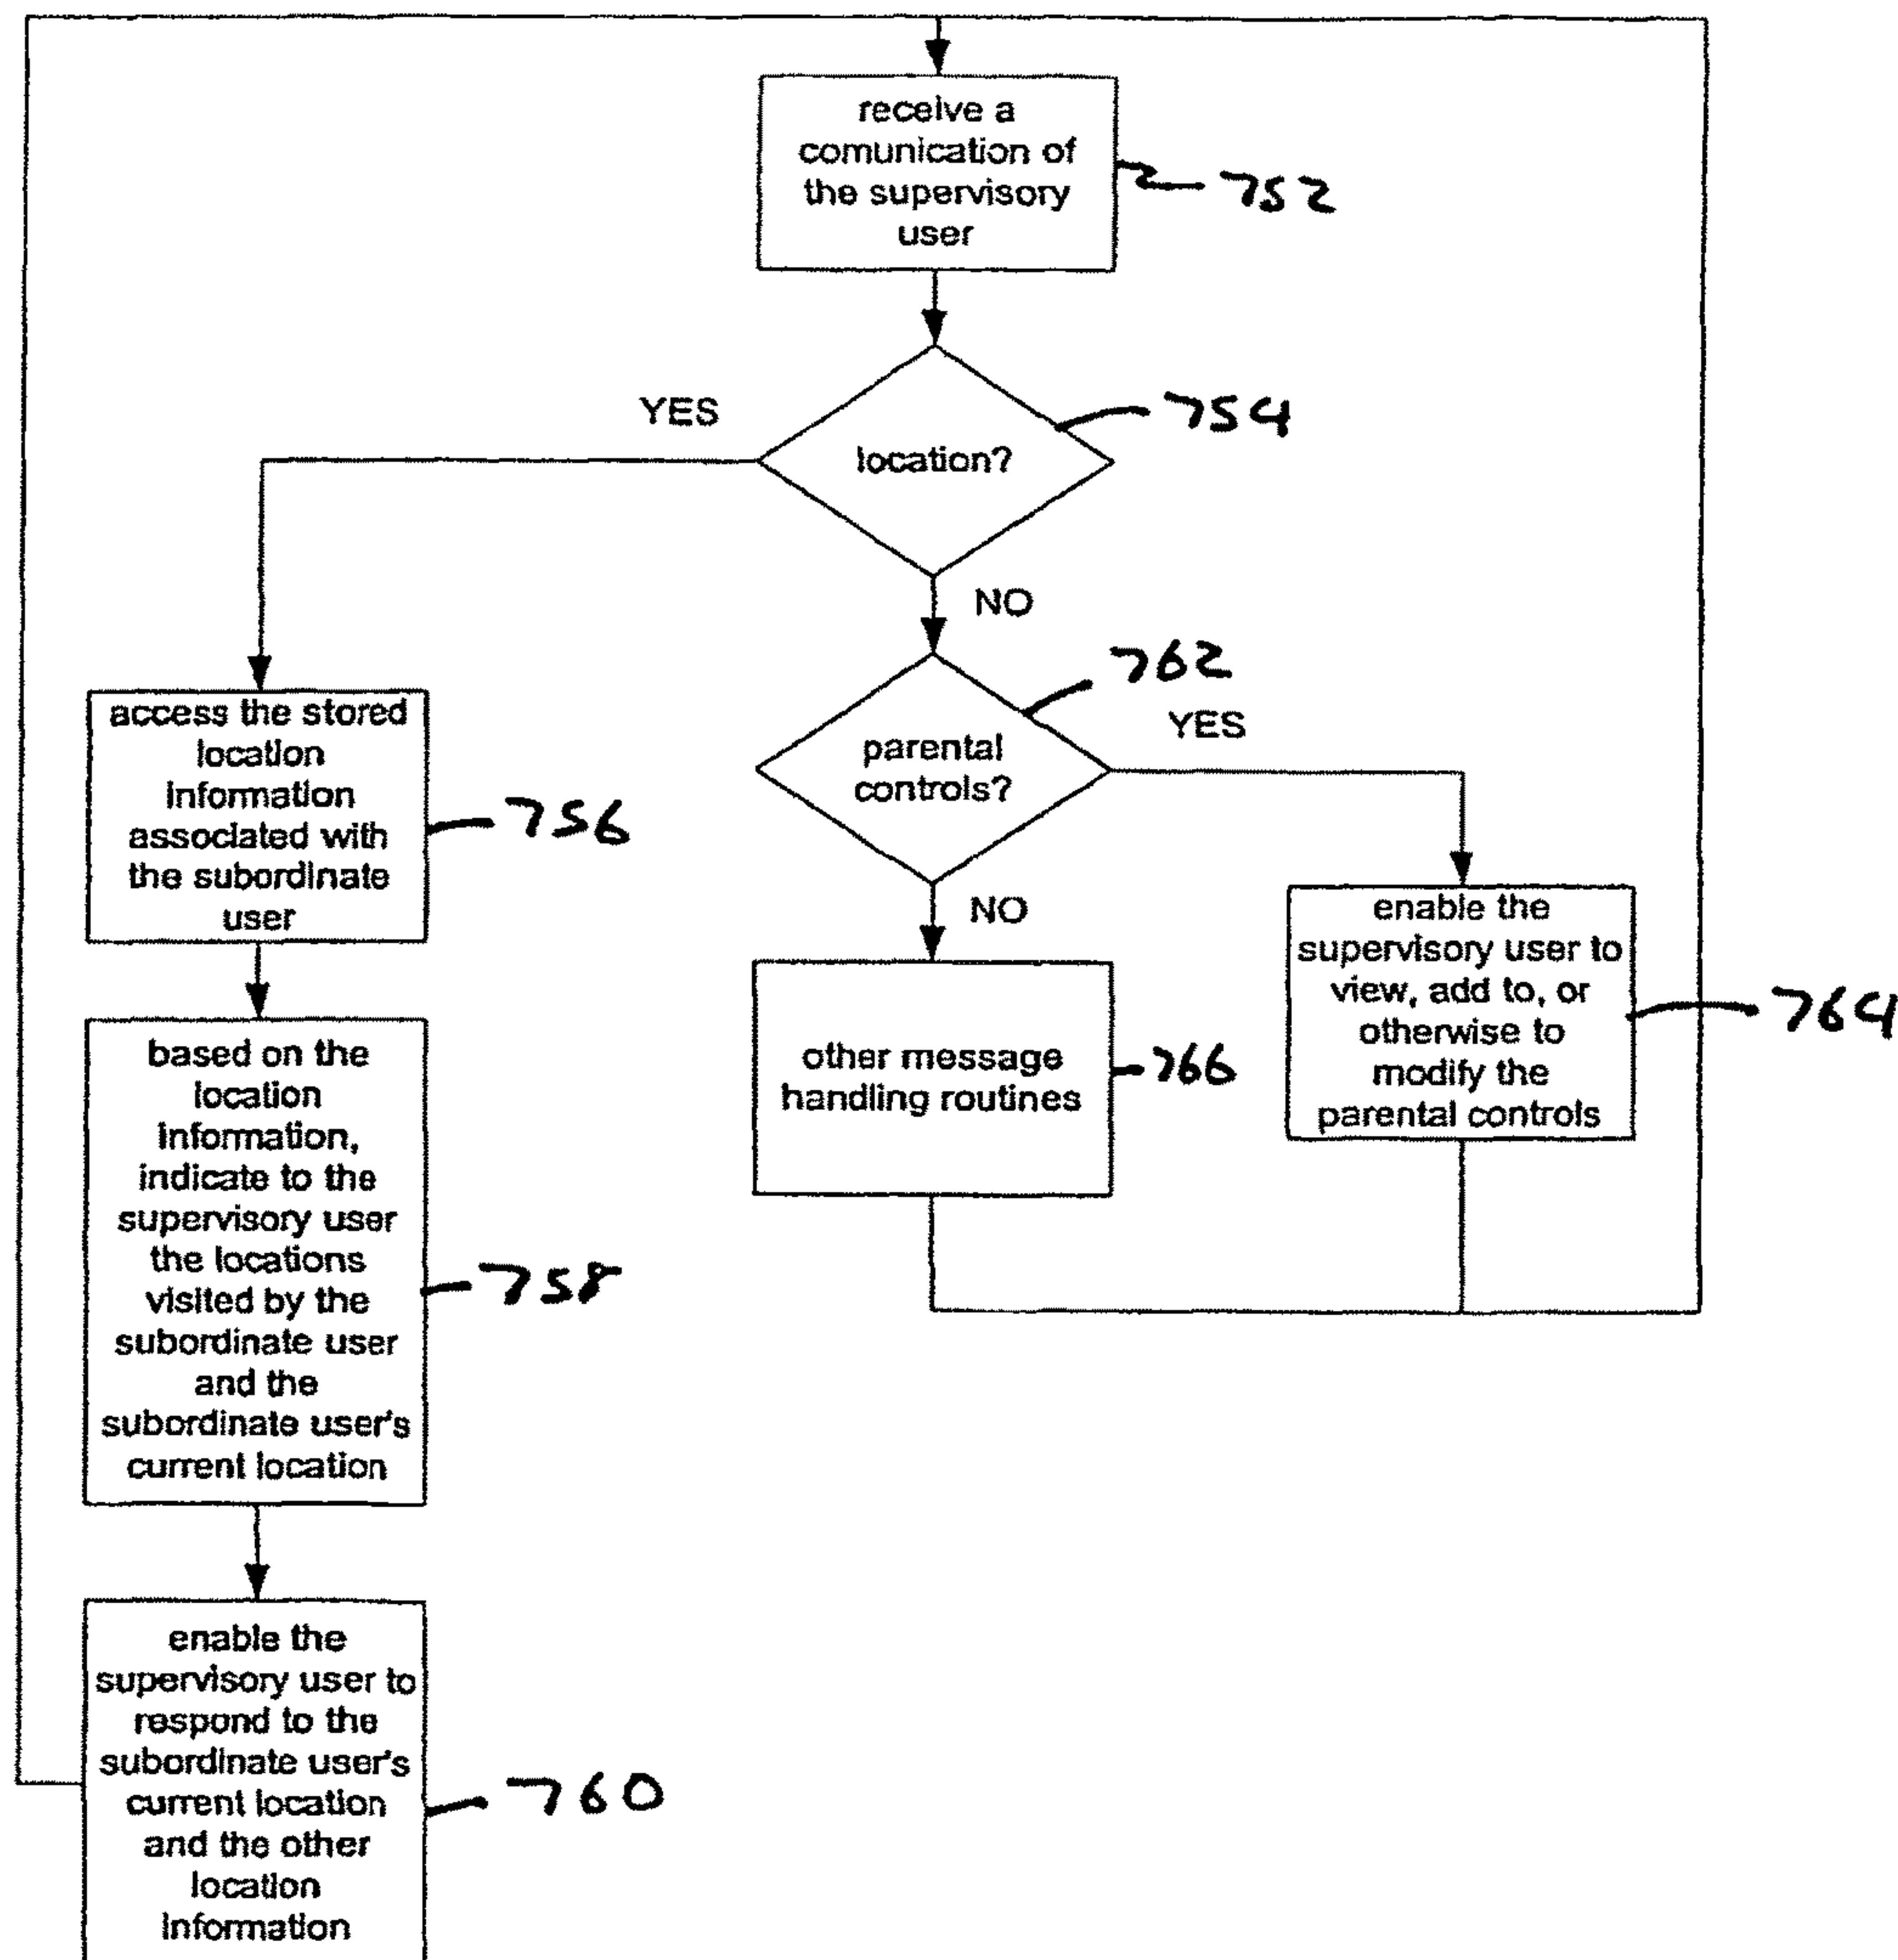 receive a
comunication of
the supervisory
user
752
YES
location?
754
NO
762
YES
parental
controls?
access the stored
location
information
associated with
the subordinate
user
756
NO
enable the
supervisory user to
view, add to, or
otherwise to
modify the
parental controls
764
other message
handling routines
766
based on the
location
information,
indicate to the
supervisory user
the locations
visited by the
subordinate user
and the
subordinate user's
current location
758
enable the
supervisory user to
respond to the
subordinate user's
current location
and the other
location
information
760